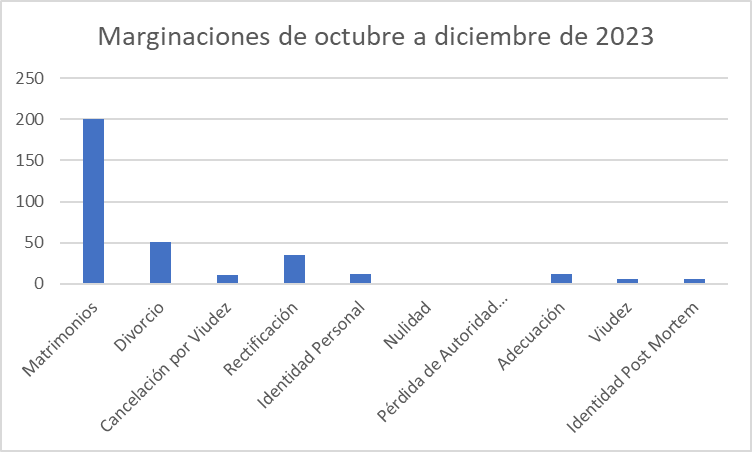 Marginaciones de octubre a diciembre de 2023
250
200
150
100
50
0
Matrimonios
Divorcio
Cancelación por Viudez
Rectificación
Identidad Personal
Nulidad
Pérdida de Autoridad...
Adecuación
Viudez
Identidad Post Mortem